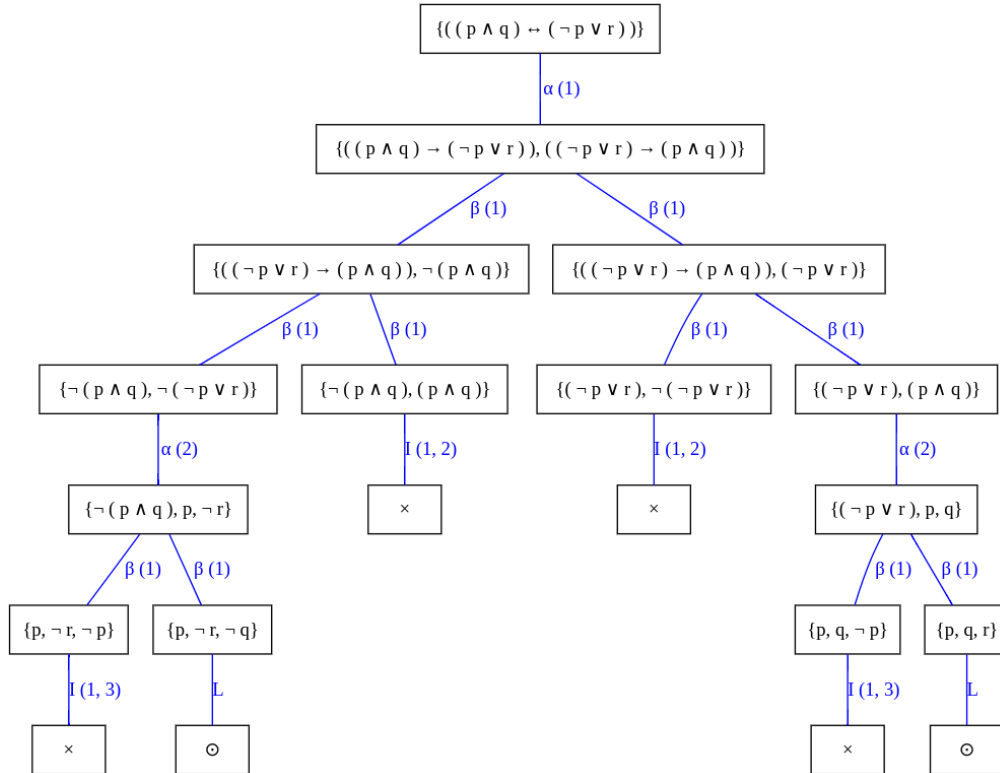 {( ( p ∧ q ) ↔ ( ¬ p ∨ r ) )}
α (1)
{( ( p ∧ q ) → ( ¬ p ∨ r ) ), ( ( ¬ p ∨ r ) → ( p ∧ q ) )}
β (1) β (1)
{( ( ¬ p ∨ r ) → ( p ∧ q ) ), ¬ ( p ∧ q )} {( ( ¬ p ∨ r ) → ( p ∧ q ) ), ( ¬ p ∨ r )}
β (1) β (1) β (1) β (1)
{¬ ( p ∧ q ), ¬ ( ¬ p ∨ r )} {¬ ( p ∧ q ), ( p ∧ q )} {( ¬ p ∨ r ), ¬ ( ¬ p ∨ r )} {( ¬ p ∨ r ), ( p ∧ q )}
α (2) I (1, 2) I (1, 2) α (2)
{¬ ( p ∧ q ), p, ¬ r} × × {( ¬ p ∨ r ), p, q}
β (1) β (1) β (1) β (1)
{p, ¬ r, ¬ p} {p, ¬ r, ¬ q} {p, q, ¬ p} {p, q, r}
I (1, 3) L I (1, 3) L
× ⊙ × ⊙